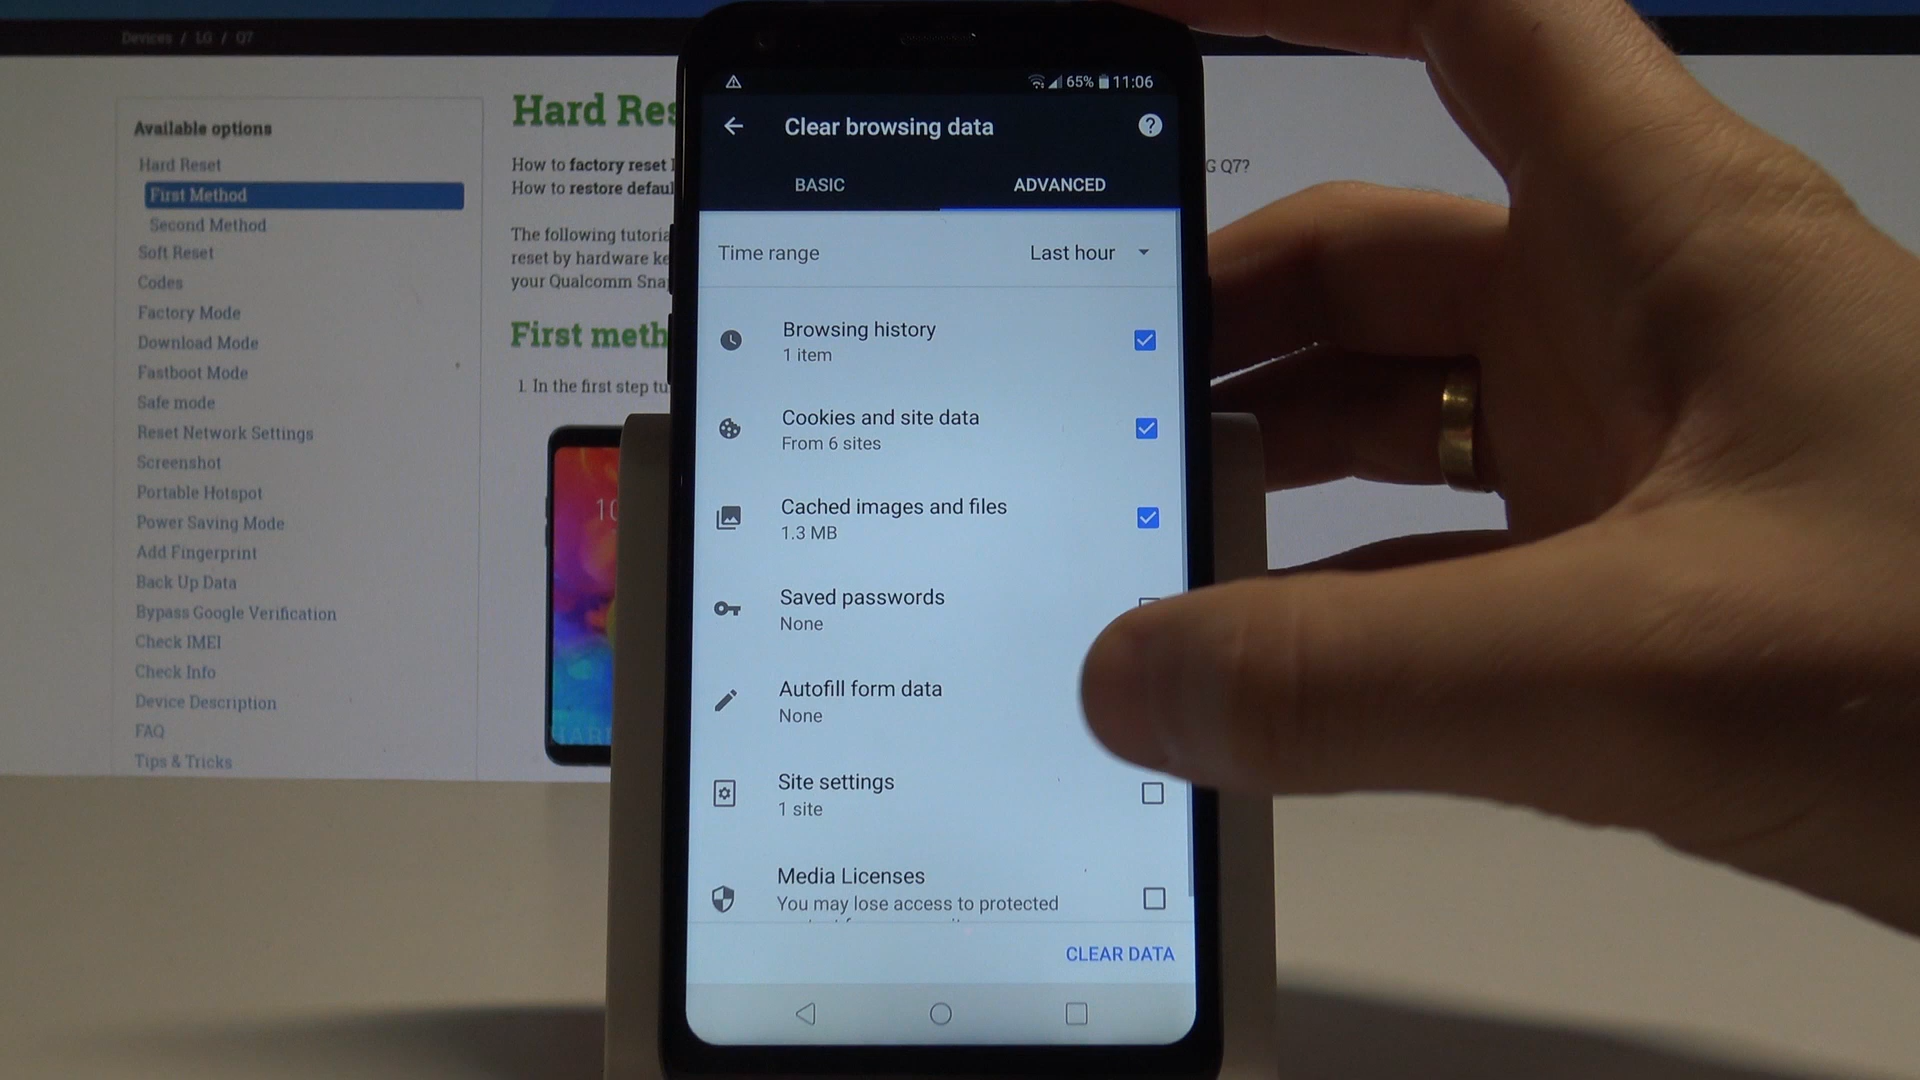 Devices / LG / Q7
Available options
Hard Reset
First Method
Second Method
Soft Reset
Codes
Factory Mode
Download Mode
Fastboot Mode
Safe mode
Reset Network Settings
Screenshot
Portable Hotspot
Power Saving Mode
Add Fingerprint
Back Up Data
Bypass Google Verification
Check IMEI
Check Info
Device Description
FAQ
Tips & Tricks
Hard Res
How to factory reset
G Q7?
How to restore defaul
The following tutoria
reset by hardware ke
your Qualcomm Sna
First meth
1. In the first step tu
10
65% 11:06
Clear browsing data
BASIC
ADVANCED
Time range
Last hour
Browsing history
1 item
Cookies and site data
From 6 sites
Cached images and files
1.3 MB
Saved passwords
None
Autofill form data
None
Site settings
1 site
Media Licenses
You may lose access to protected
CLEAR DATA